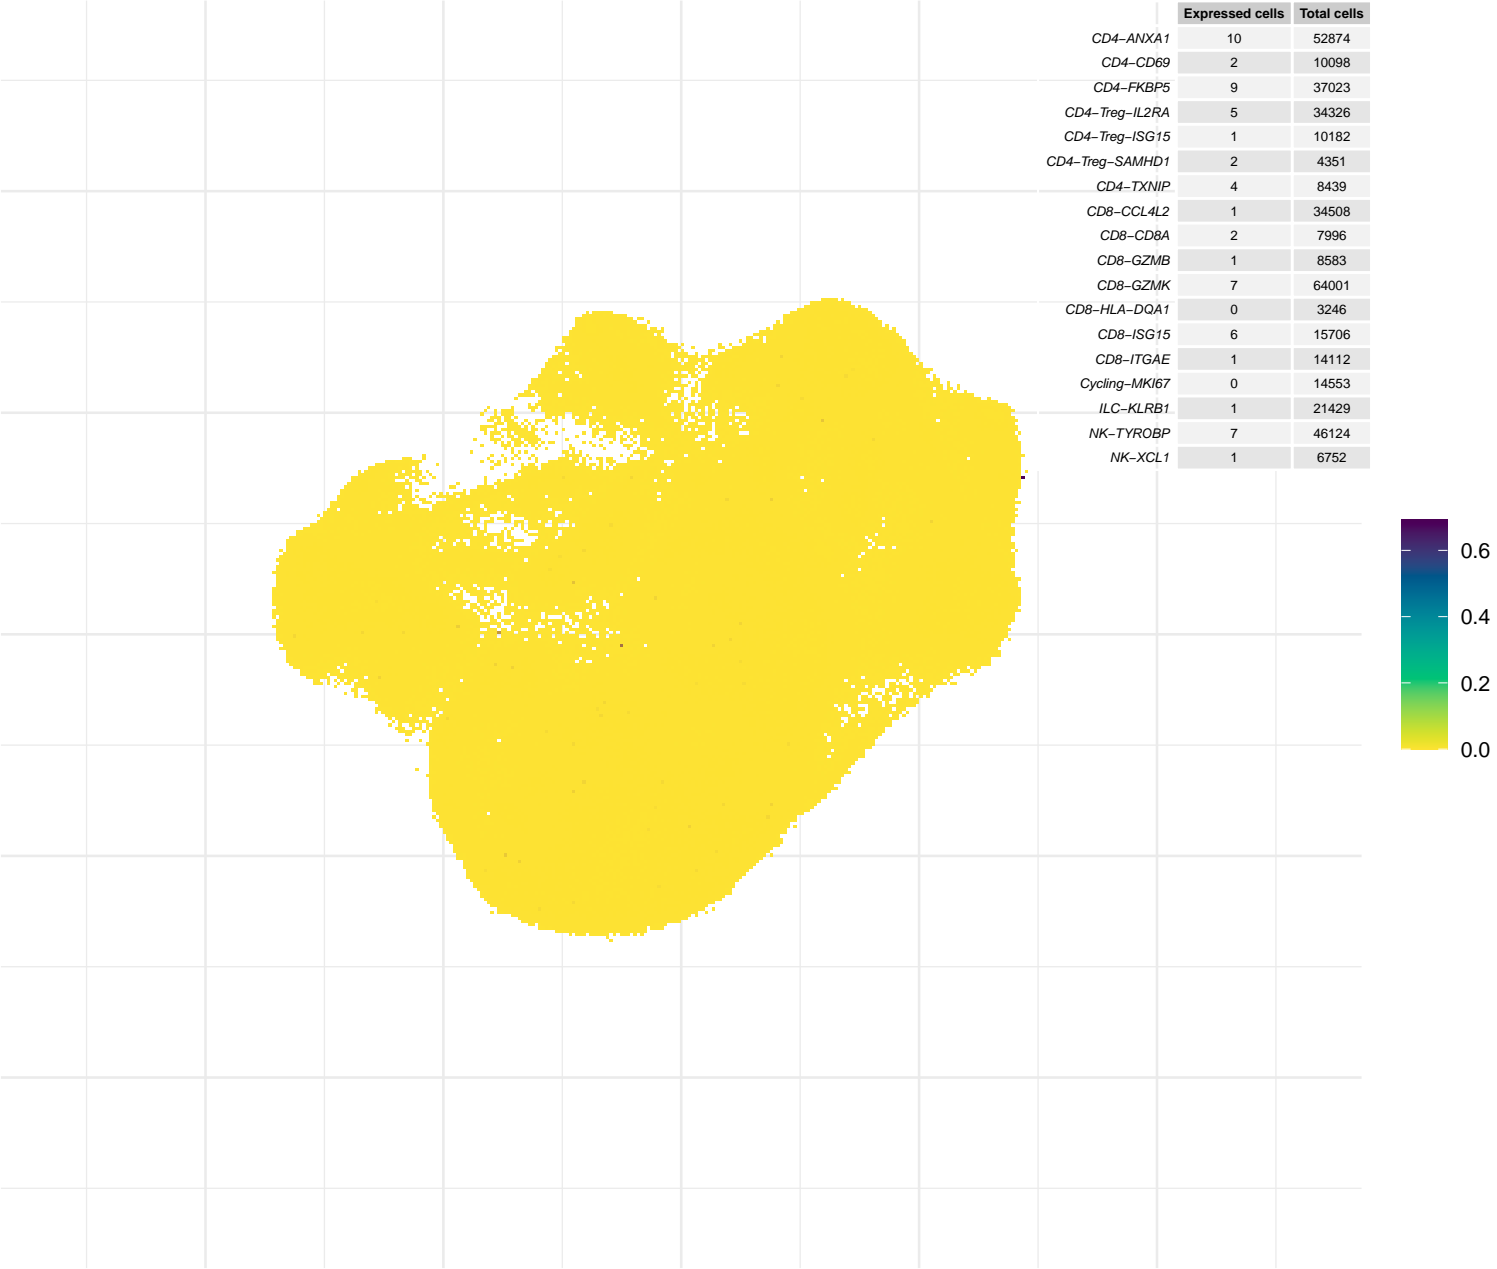 Expressed cells Total cells
CD4−ANXA1 10 52874
CD4−CD69 2 10098
CD4−FKBP5 9 37023
CD4−Treg−IL2RA 5 34326
CD4−Treg−ISG15 1 10182
CD4−Treg−SAMHD1 2 4351
CD4−TXNIP 4 8439
CD8−CCL4L2 1 34508
CD8−CD8A 2 7996
CD8−GZMB 1 8583
CD8−GZMK 7 64001
CD8−HLA−DQA1 0 3246
CD8−ISG15 6 15706
CD8−ITGAE 1 14112
Cycling−MKI67 0 14553
ILC−KLRB1 1 21429
NK−TYROBP 7 46124
NK−XCL1 1 6752
0.6
0.4
0.2
0.0